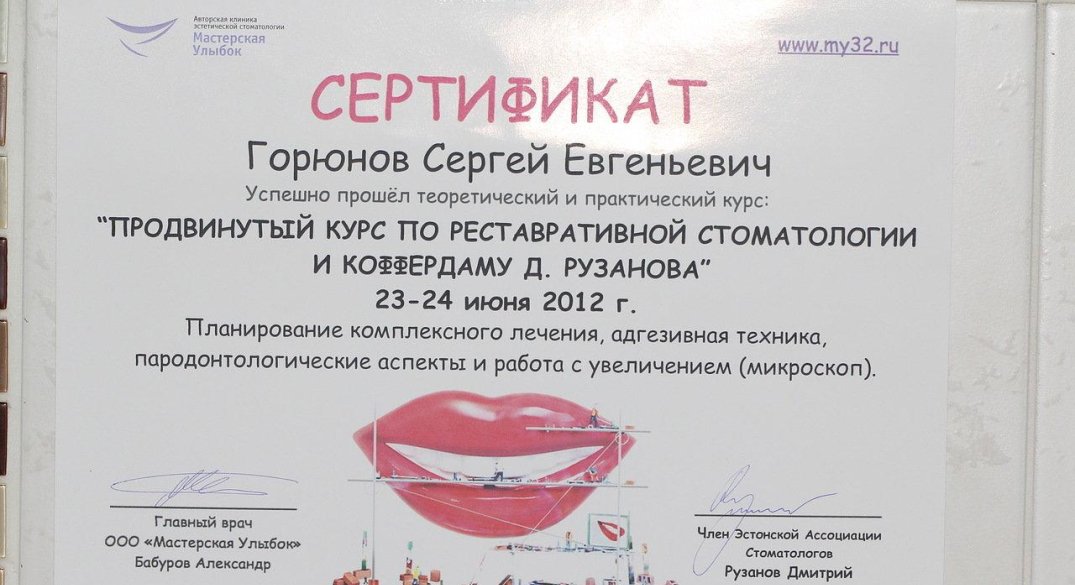 Авторская клиника
эстетической стоматологии
Мастерская
Улыбок
www.my32.ru
СЕРТИФИКАТ
Горюнов Сергей Евгеньевич
Успешно прошёл теоретический и практический курс:
“ПРОДВИНУТЫЙ КУРС ПО РЕСТАВРАТИВНОЙ СТОМАТОЛОГИИ
И КОФФЕРДАМУ Д. РУЗАНОВА”
23-24 июня 2012 г.
Планирование комплексного лечения, адгезивная техника,
пародонтологические аспекты и работа с увеличением (микроскоп).
Главный врач
ООО «Мастерская Улыбок»
Бабуров Александр
Член Эстонской Ассоциации
Стоматологов
Рузанов Дмитрий